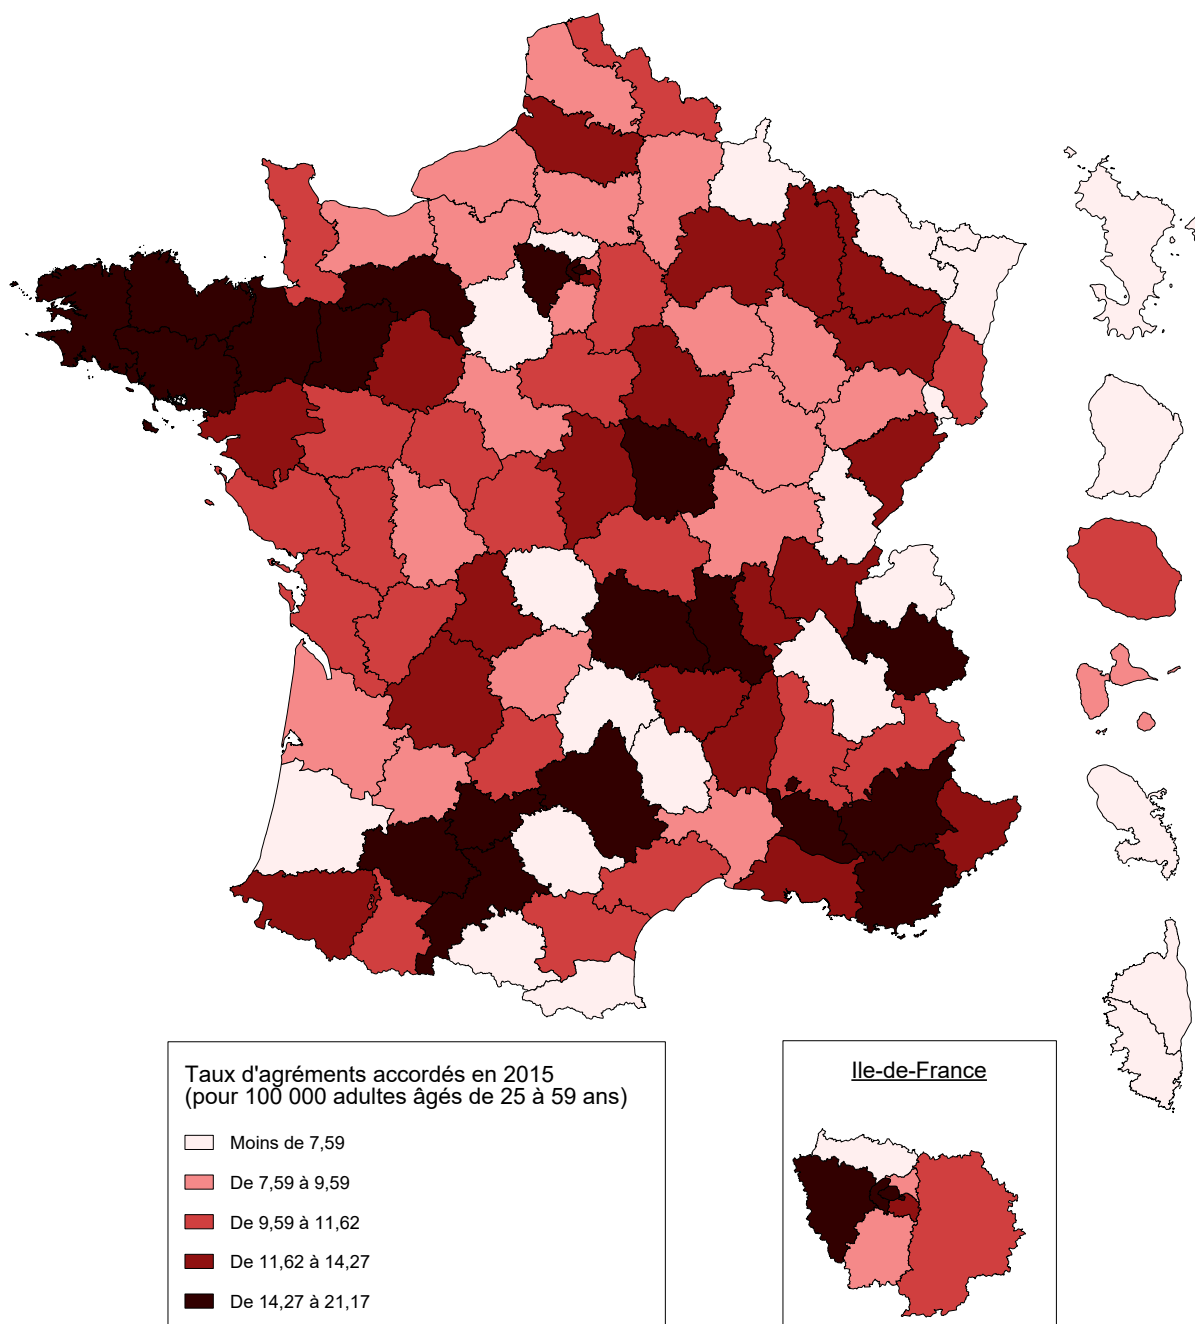 Taux d'agréments accordés en 2015
(pour 100 000 adultes âgés de 25 à 59 ans)
Moins de 7,59
De 7,59 à 9,59
De 9,59 à 11,62
De 11,62 à 14,27
De 14,27 à 21,17
Ile-de-France